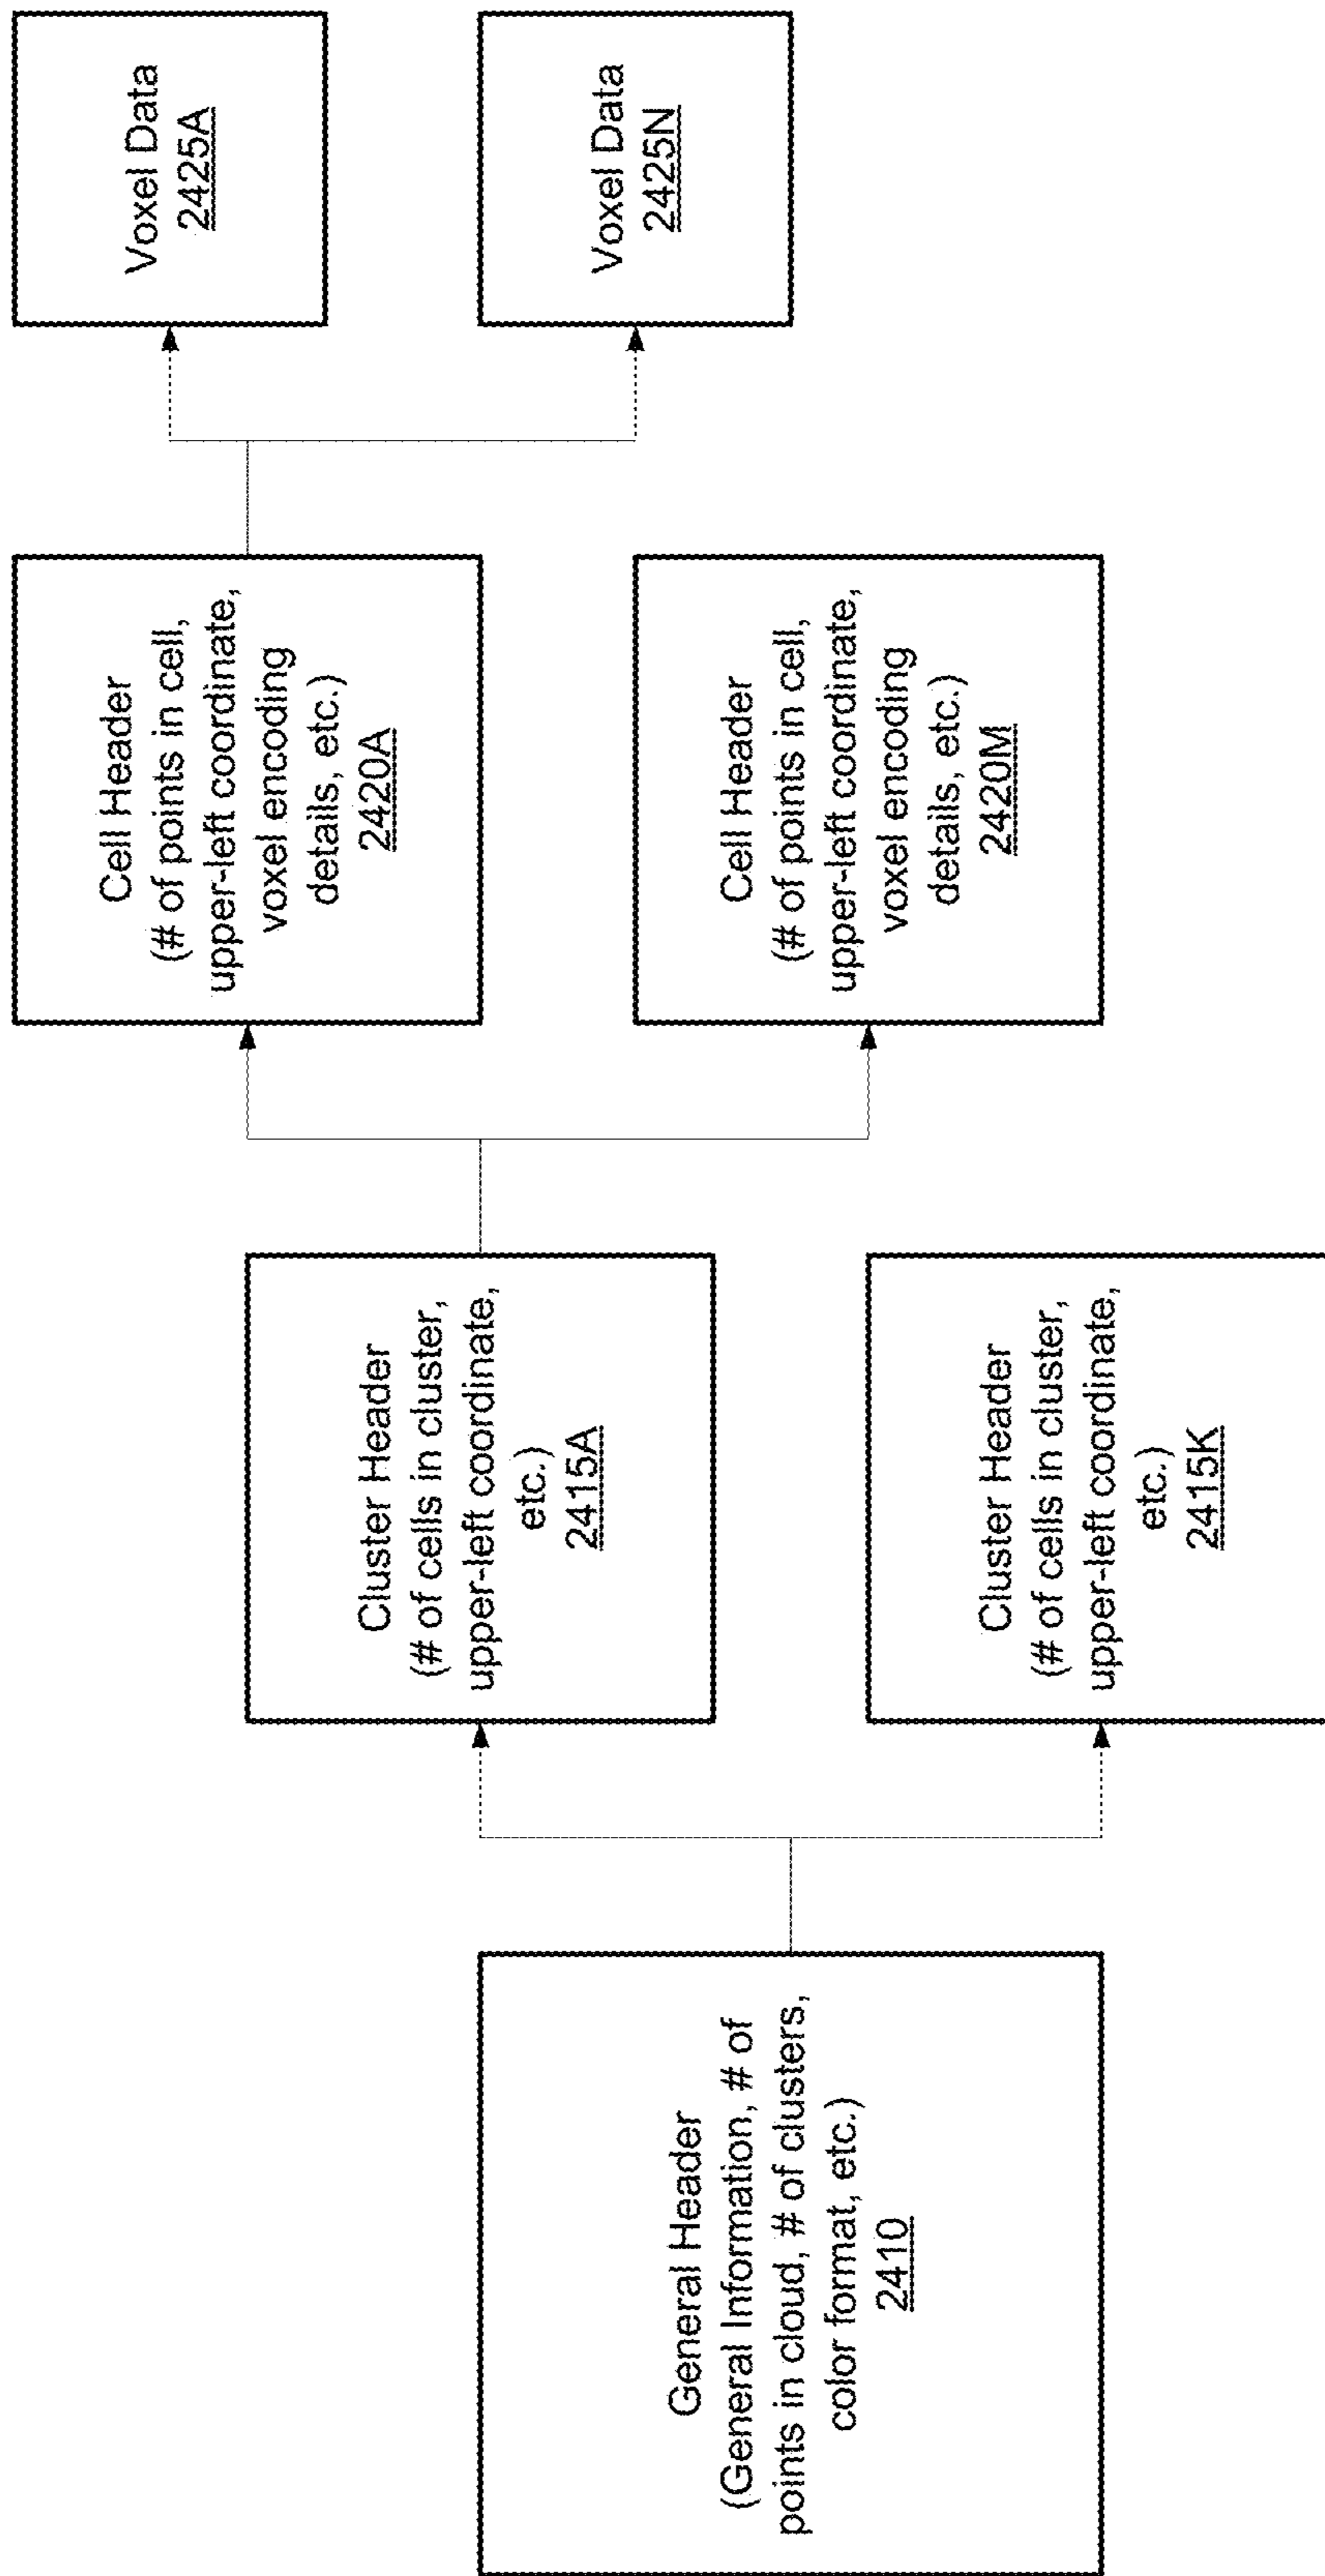 General Header
(General Information, # of
points in cloud, # of clusters,
color format, etc.)
2410
Cluster Header
(# of cells in cluster,
upper-left coordinate,
etc.)
2415A
Cluster Header
(# of cells in cluster,
upper-left coordinate,
etc.)
2415K
Cell Header
(# of points in cell,
upper-left coordinate,
voxel encoding
details, etc.)
2420A
Cell Header
(# of points in cell,
upper-left coordinate,
voxel encoding
details, etc.)
2420M
Voxel Data
2425A
Voxel Data
2425N